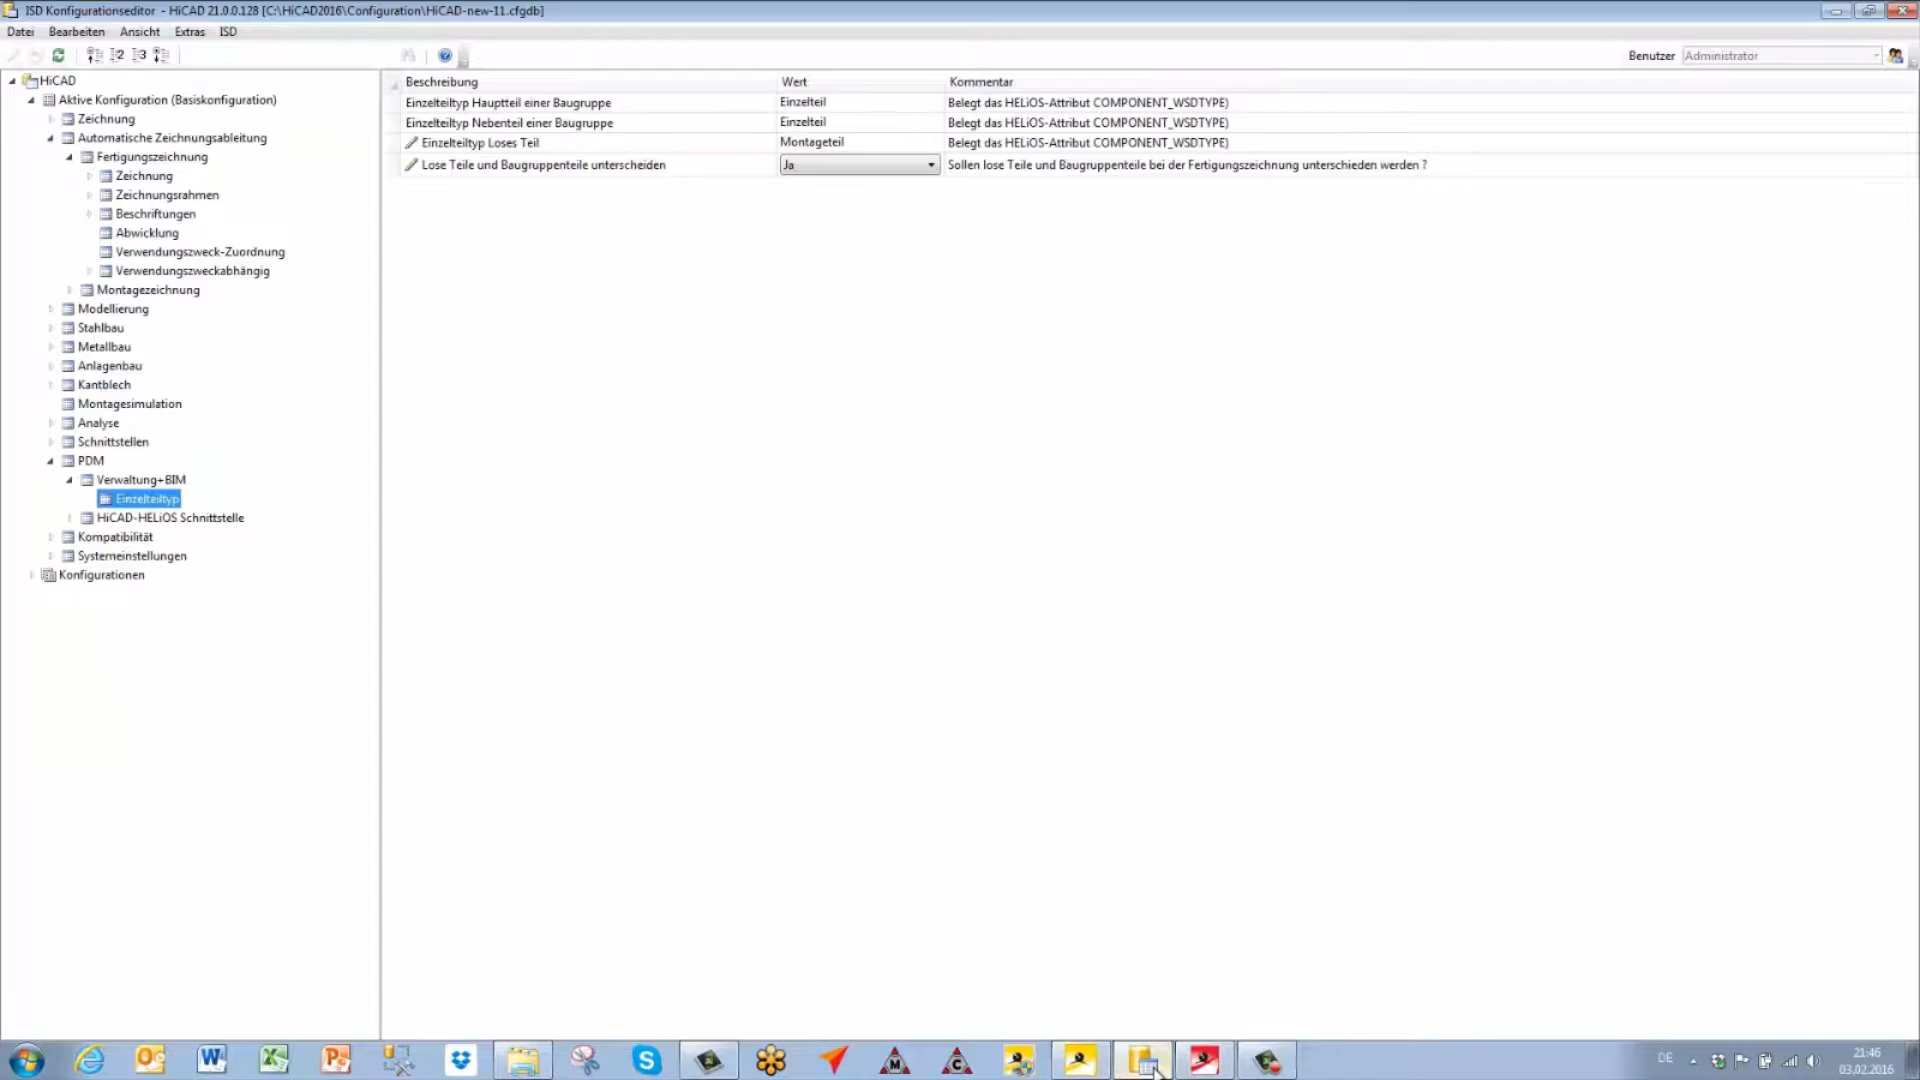 ISD Konfigurationseditor - HiCAD 21.0.0.128 [C:\HiCAD2016\Configuration\HiCAD-new-11.cfgdb]
Datei Bearbeiten Ansicht Extras ISD
Benutzer Administrator
HiCAD
Aktive Konfiguration (Basiskonfiguration)
Zeichnung
Automatische Zeichnungsableitung
Fertigungszeichnung
Zeichnung
Zeichnungsrahmen
Beschriftungen
Abwicklung
Verwendungszweck-Zuordnung
Verwendungszweckabhängig
Montagezeichnung
Modellierung
Stahlbau
Metallbau
Anlagenbau
Kantblech
Montagesimulation
Analyse
Schnittstellen
PDM
Verwaltung+BIM
Einzelteiltyp
HiCAD-HELiOS Schnittstelle
Kompatibilität
Systemeinstellungen
Konfigurationen
Beschreibung Wert Kommentar
Einzelteiltyp Hauptteil einer Baugruppe Einzelteil Belegt das HELiOS-Attribut COMPONENT_WSDTYPE)
Einzelteiltyp Nebenteil einer Baugruppe Einzelteil Belegt das HELiOS-Attribut COMPONENT_WSDTYPE)
Einzelteiltyp Loses Teil Montageteil Belegt das HELiOS-Attribut COMPONENT_WSDTYPE)
Lose Teile und Baugruppenteile unterscheiden Ja Sollen lose Teile und Baugruppenteile bei der Fertigungszeichnung unterschieden werden ?
DE
21:46
03.02.2016